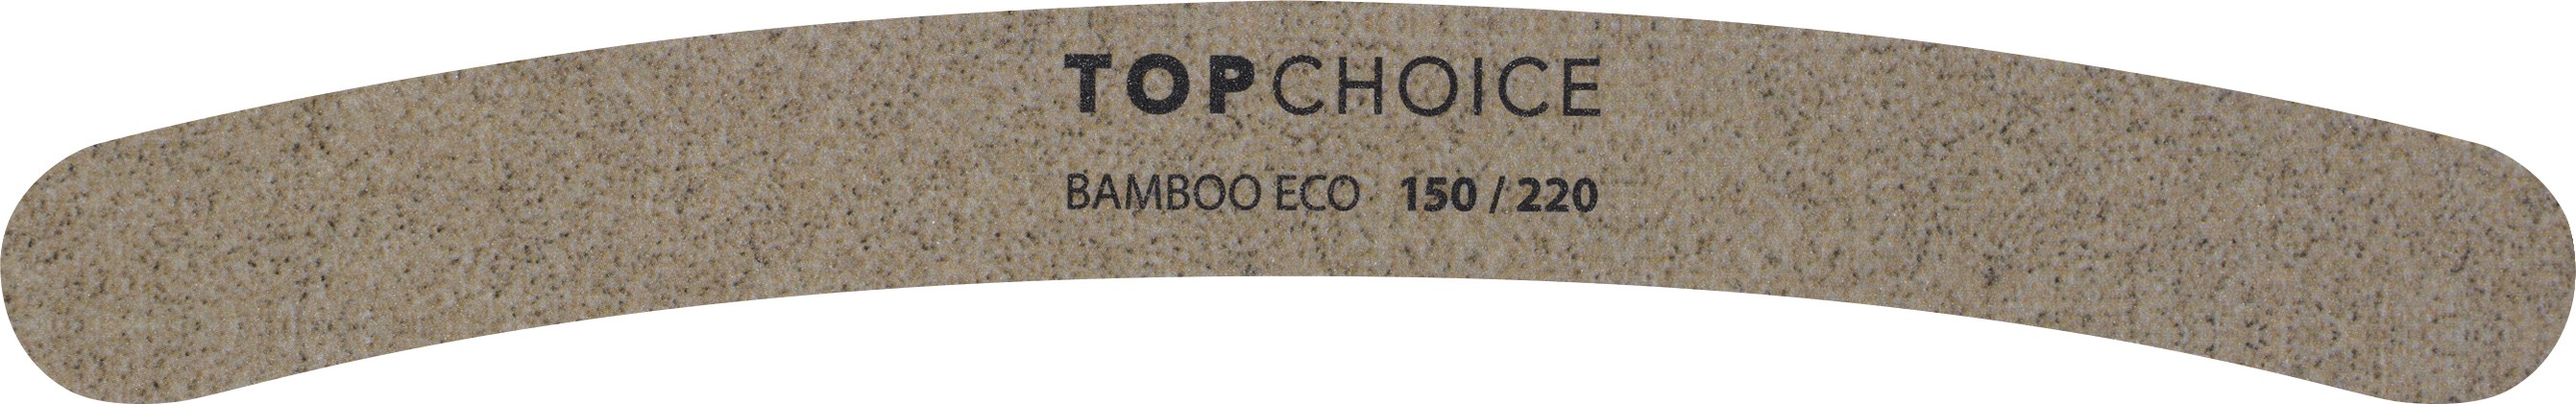 TOPCHOICE
BAMBOO ECO 150 / 220